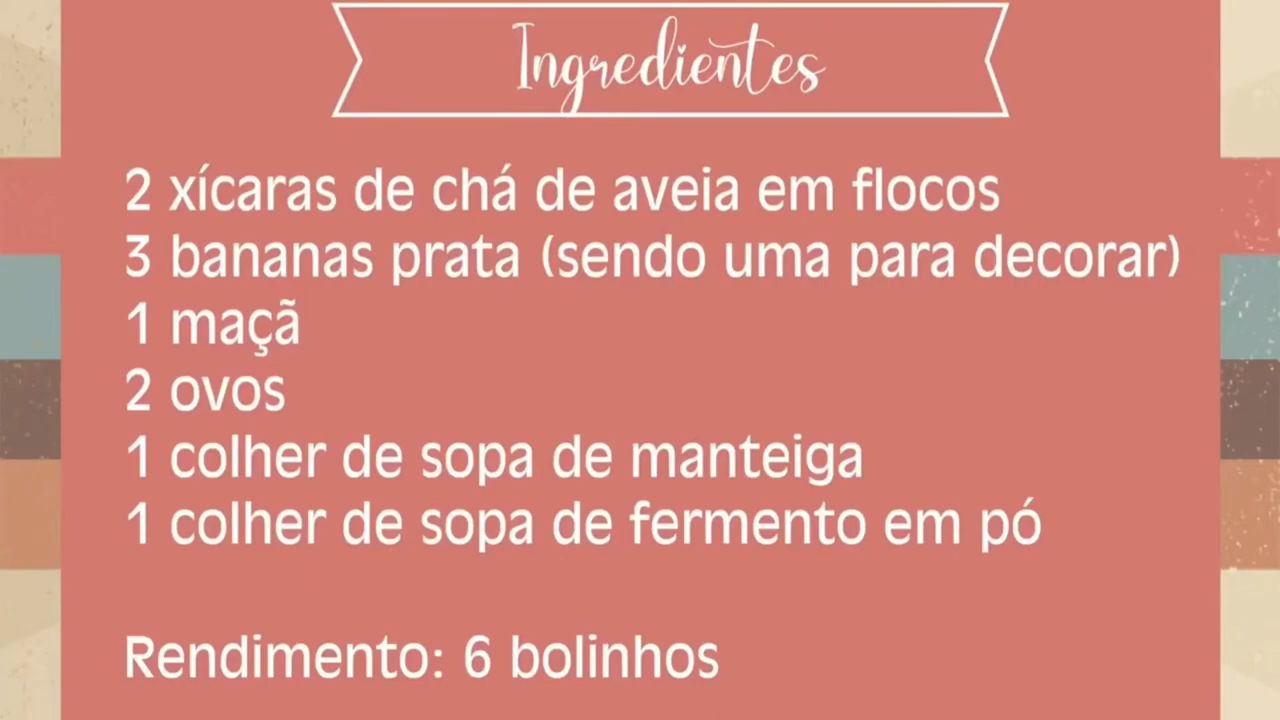 Ingredientes
2 xícaras de chá de aveia em flocos
3 bananas prata (sendo uma para decorar)
1 maçã
2 ovos
1 colher de sopa de manteiga
1 colher de sopa de fermento em pó
Rendimento: 6 bolinhos